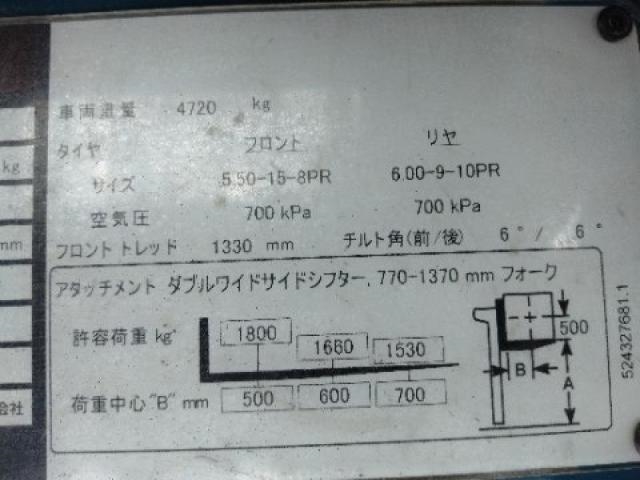 車両重量 4720 kg
タイヤ フロント リヤ
kg
サイズ 5.50-15-8PR 6.00-9-10PR
空気圧 700 kPa 700 kPa
mm フロント トレッド 1330 mm チルト角(前/後) 6°/ 6°
アタッチメント ダブルワイドサイドシフター, 770-1370 mm フォーク
許容荷重 kg 1800 1660 1530
500
B A
荷重中心"B" mm 500 600 700
会社
524327681.1